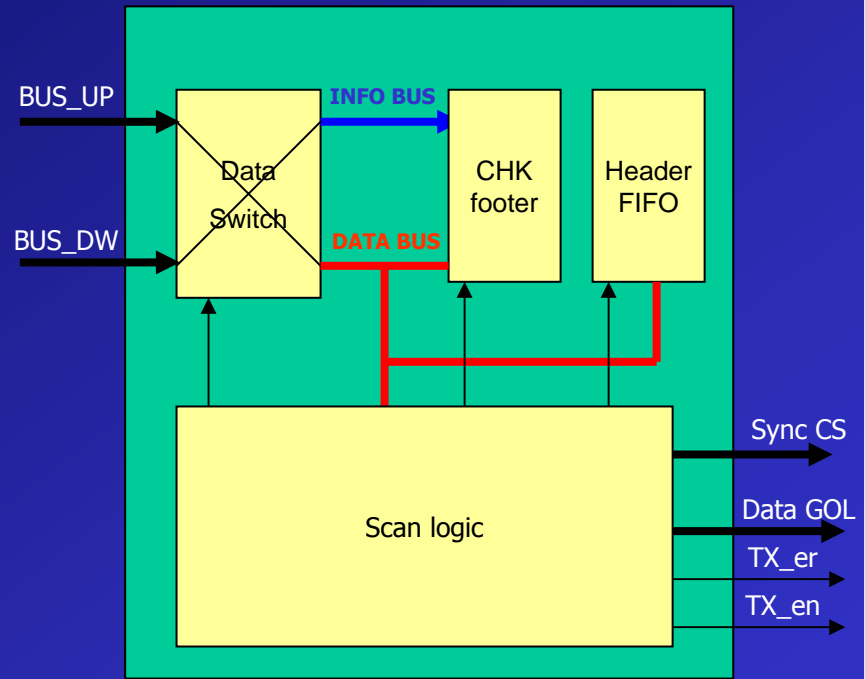 BUS_UP
INFO BUS
Data
Switch
CHK
footer
Header
FIFO
BUS_DW
DATA BUS
Sync CS
Scan logic
Data GOL
TX_er
TX_en